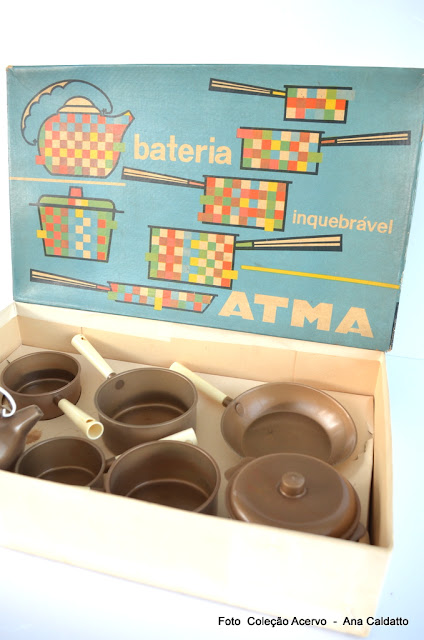 bateria
inquebrável
ATMA
Foto Coleção Acervo - Ana Caldatto